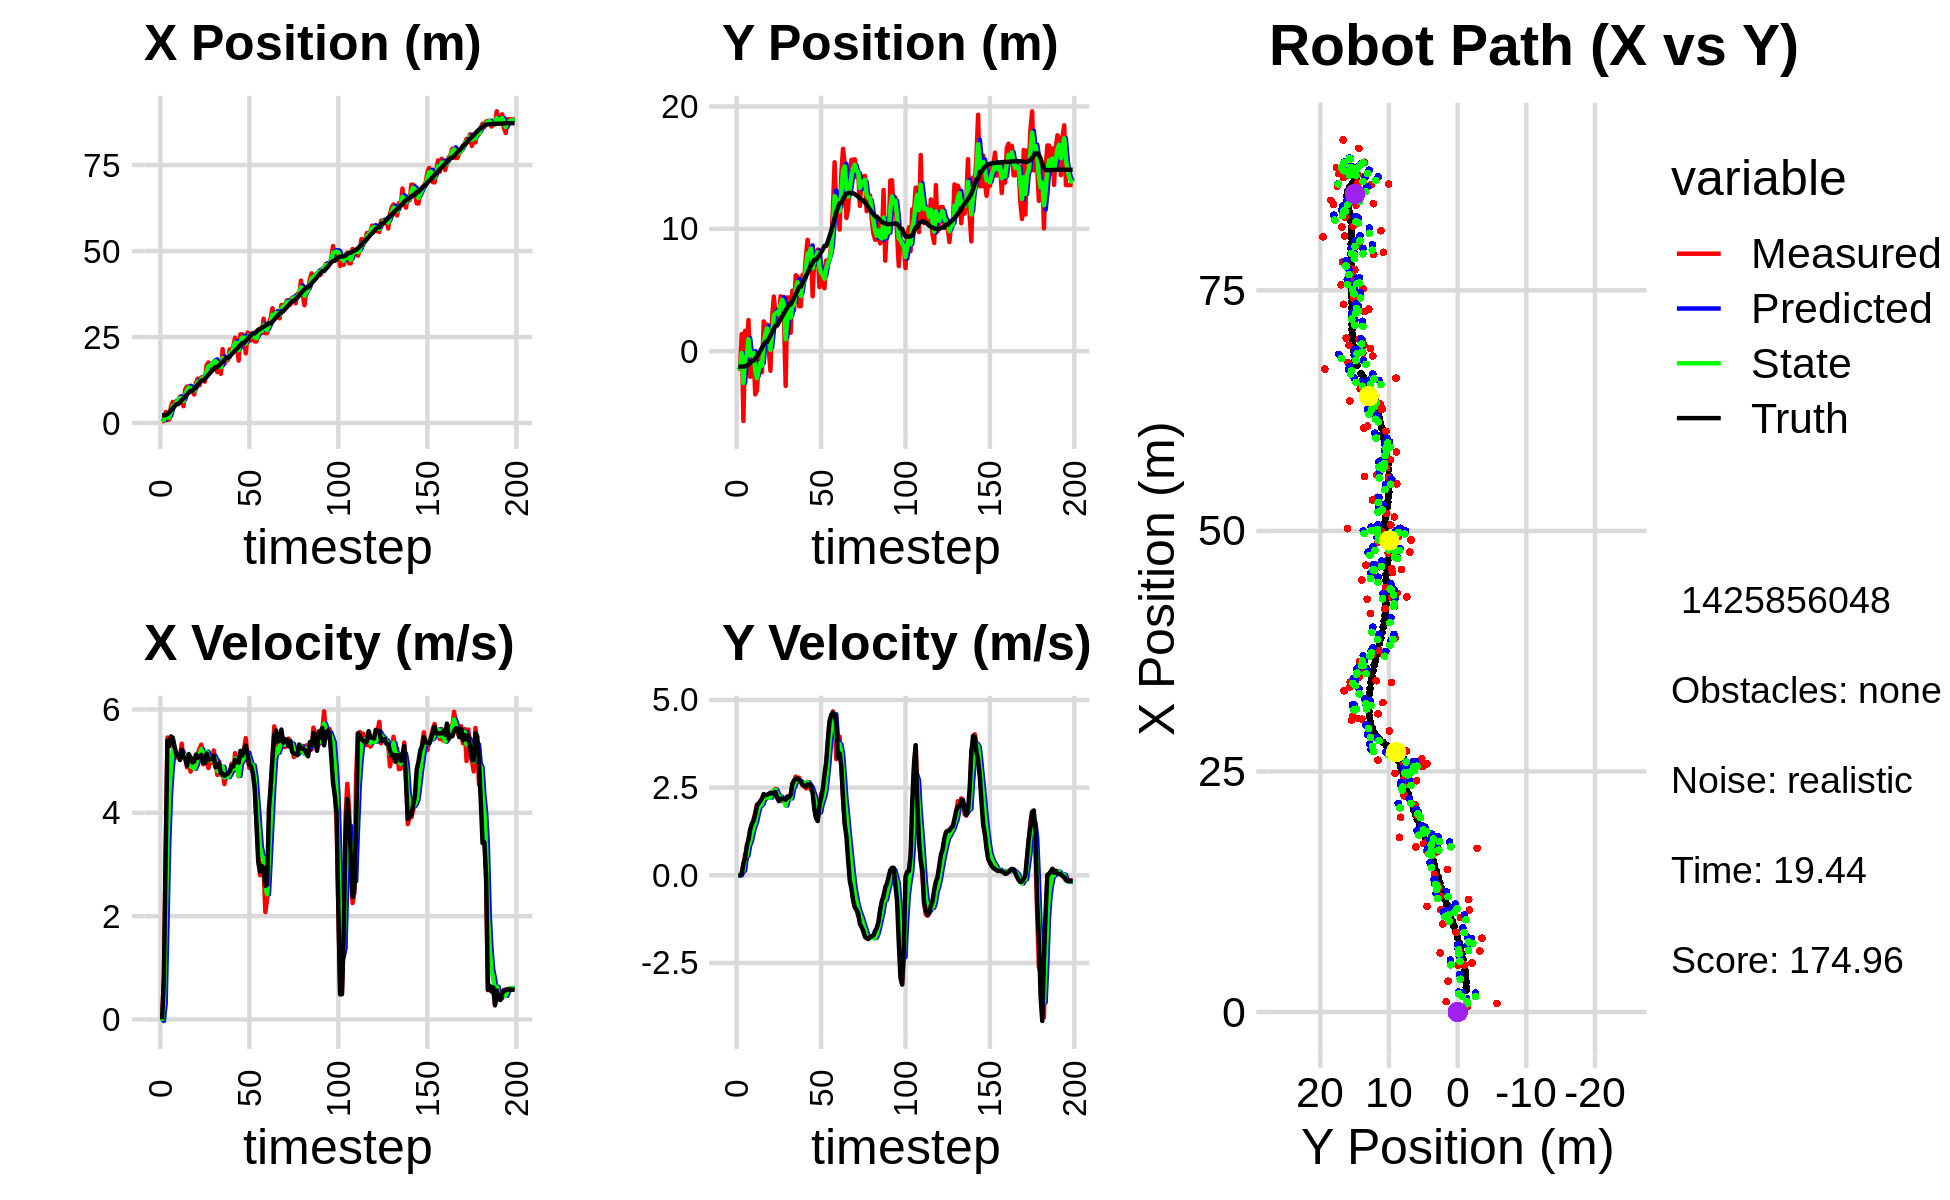 X Position (m)
75
50
25
0
0
50
100
150
200
timestep
Y Position (m)
20
10
0
0
50
100
150
200
timestep
X Velocity (m/s)
6
4
2
0
0
50
100
150
200
timestep
Y Velocity (m/s)
5.0
2.5
0.0
-2.5
0
50
100
150
200
timestep
Robot Path (X vs Y)
X Position (m)
75
50
25
0
20
10
0
-10
-20
Y Position (m)
variable
Measured
Predicted
State
Truth
1425856048
Obstacles: none
Noise: realistic
Time: 19.44
Score: 174.96